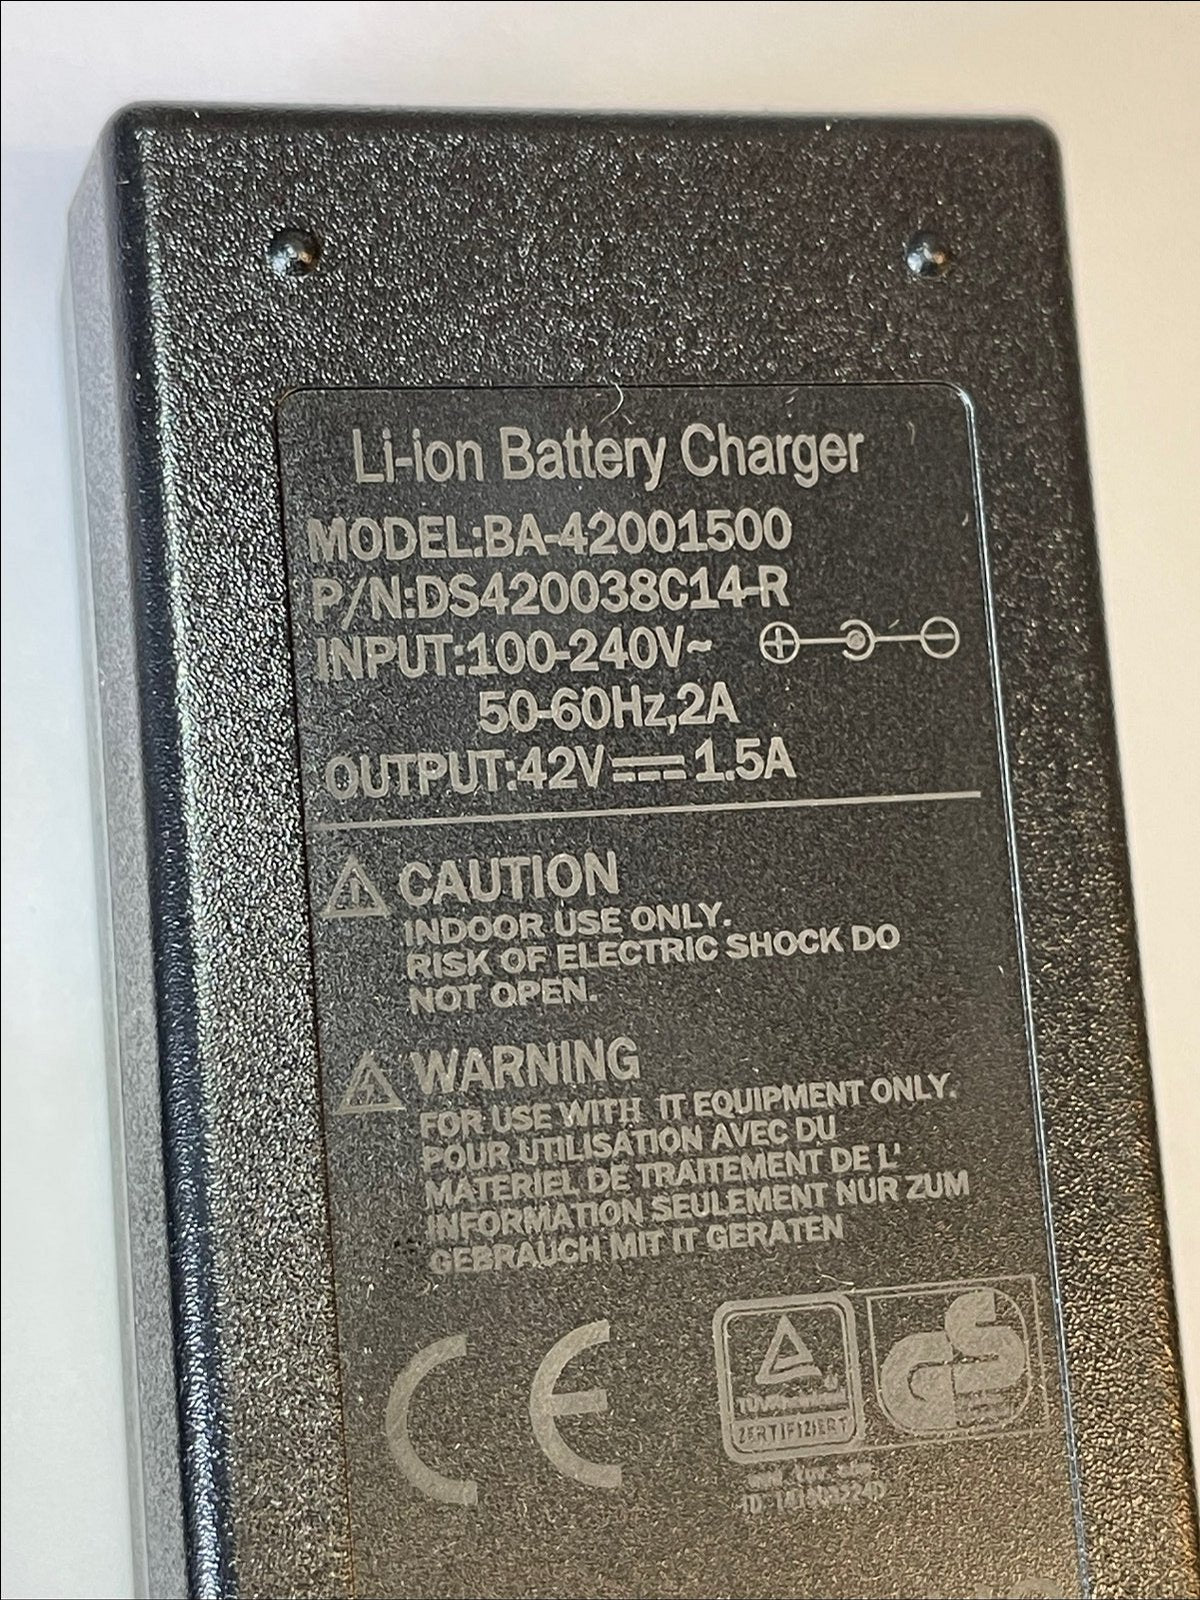 Li-ion Battery Charger
MODEL:BA-42001500
P/N:DS420038C14-R
INPUT:100-240V~
50-60Hz,2A
OUTPUT:42V⎓1.5A
CAUTION
INDOOR USE ONLY.
RISK OF ELECTRIC SHOCK DO
NOT OPEN.
WARNING
FOR USE WITH IT EQUIPMENT ONLY.
POUR UTILISATION AVEC DU
MATERIEL DE TRAITEMENT DE L'
INFORMATION SEULEMENT NUR ZUM
GEBRAUCH MIT IT GERATEN
CE
GS
ZERTIFIZIERT